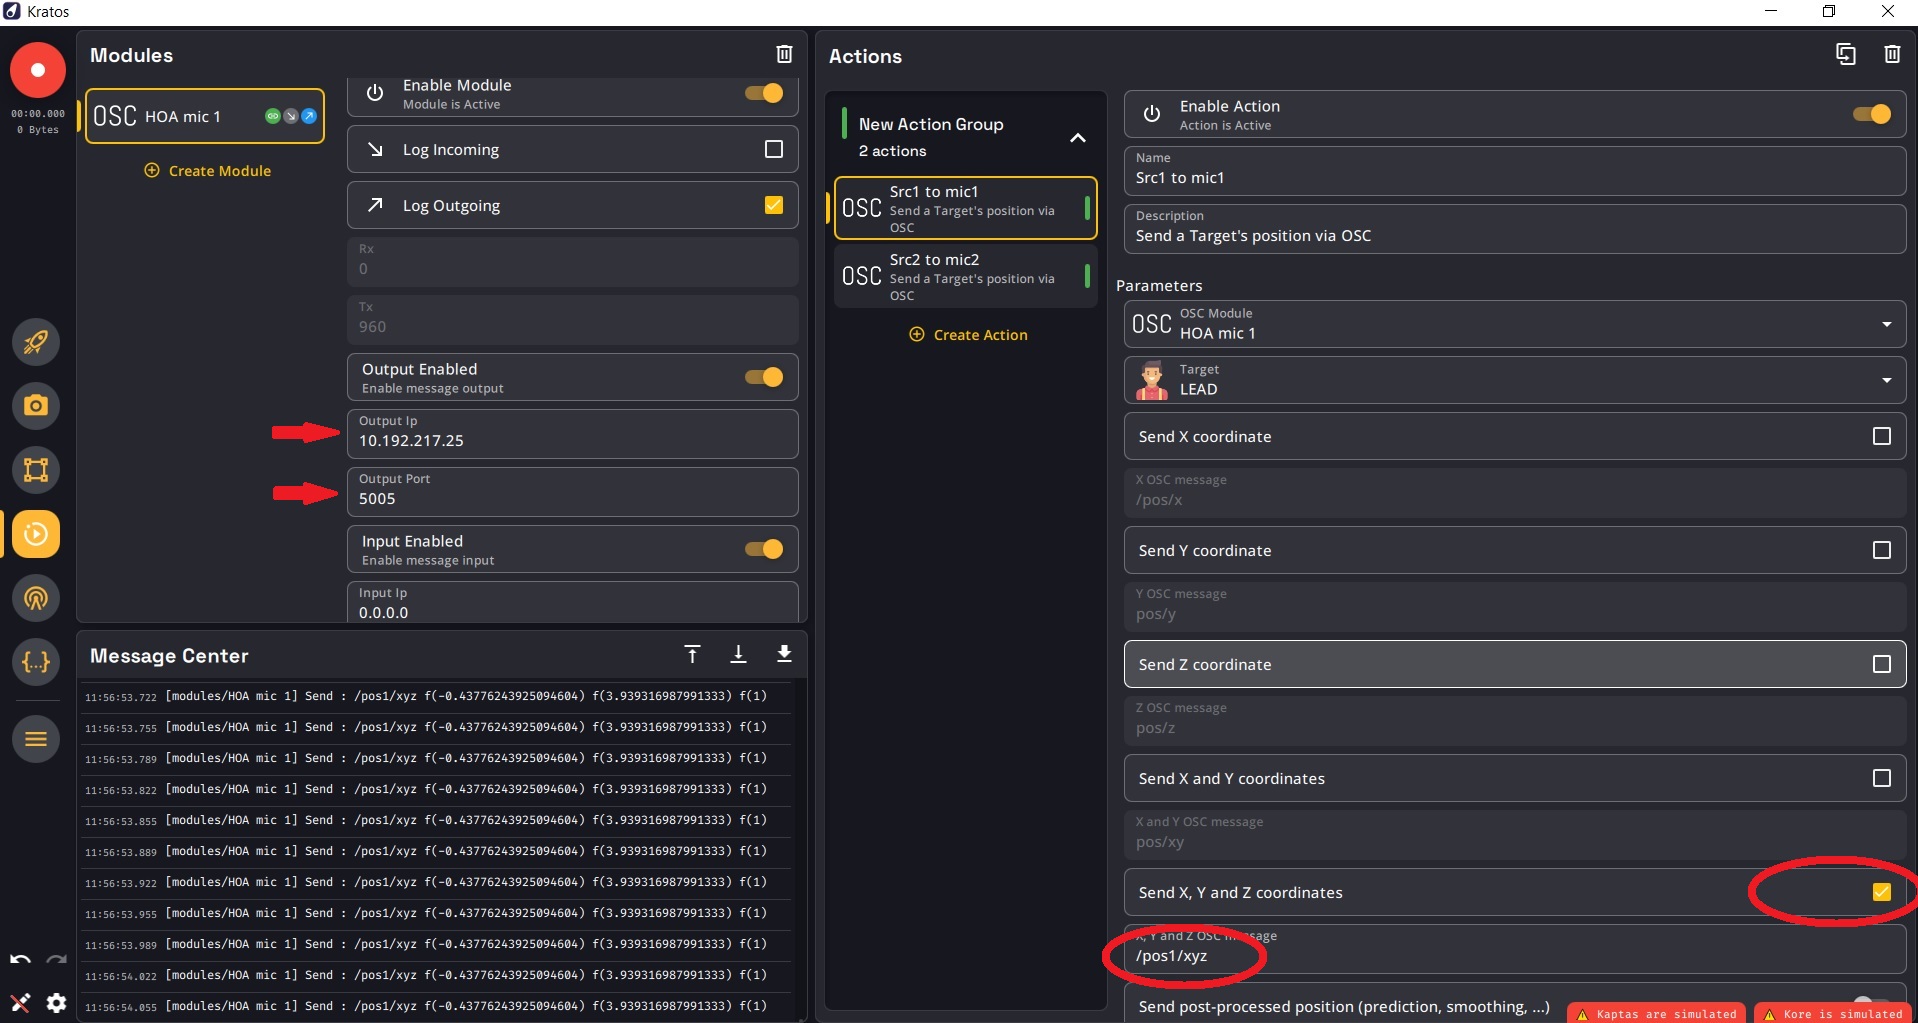 Kratos
00:00.000
0 Bytes
Modules
OSC HOA mic 1
Create Module
Enable Module
Module is Active
Log Incoming
Log Outgoing
Rx
0
Tx
960
Output Enabled
Enable message output
Output Ip
10.192.217.25
Output Port
5005
Input Enabled
Enable message input
Input Ip
0.0.0.0
Message Center
11:56:53.722 [modules/HOA mic 1] Send : /pos1/xyz f(-0.43776243925094604) f(3.939316987991333) f(1)
11:56:53.755 [modules/HOA mic 1] Send : /pos1/xyz f(-0.43776243925094604) f(3.939316987991333) f(1)
11:56:53.789 [modules/HOA mic 1] Send : /pos1/xyz f(-0.43776243925094604) f(3.939316987991333) f(1)
11:56:53.822 [modules/HOA mic 1] Send : /pos1/xyz f(-0.43776243925094604) f(3.939316987991333) f(1)
11:56:53.855 [modules/HOA mic 1] Send : /pos1/xyz f(-0.43776243925094604) f(3.939316987991333) f(1)
11:56:53.889 [modules/HOA mic 1] Send : /pos1/xyz f(-0.43776243925094604) f(3.939316987991333) f(1)
11:56:53.922 [modules/HOA mic 1] Send : /pos1/xyz f(-0.43776243925094604) f(3.939316987991333) f(1)
11:56:53.955 [modules/HOA mic 1] Send : /pos1/xyz f(-0.43776243925094604) f(3.939316987991333) f(1)
11:56:53.989 [modules/HOA mic 1] Send : /pos1/xyz f(-0.43776243925094604) f(3.939316987991333) f(1)
11:56:54.022 [modules/HOA mic 1] Send : /pos1/xyz f(-0.43776243925094604) f(3.939316987991333) f(1)
11:56:54.055 [modules/HOA mic 1] Send : /pos1/xyz f(-0.43776243925094604) f(3.939316987991333) f(1)
Actions
New Action Group
2 actions
OSC
Src1 to mic1
Send a Target's position via
OSC
OSC
Src2 to mic2
Send a Target's position via
OSC
Create Action
Enable Action
Action is Active
Name
Src1 to mic1
Description
Send a Target's position via OSC
Parameters
OSC
OSC Module
HOA mic 1
Target
LEAD
Send X coordinate
X OSC message
/pos/x
Send Y coordinate
Y OSC message
pos/y
Send Z coordinate
Z OSC message
pos/z
Send X and Y coordinates
X and Y OSC message
pos/xy
Send X, Y and Z coordinates
X, Y and Z OSC message
/pos1/xyz
Send post-processed position (prediction, smoothing, ...)
Kaptas are simulated
Kore is simulated